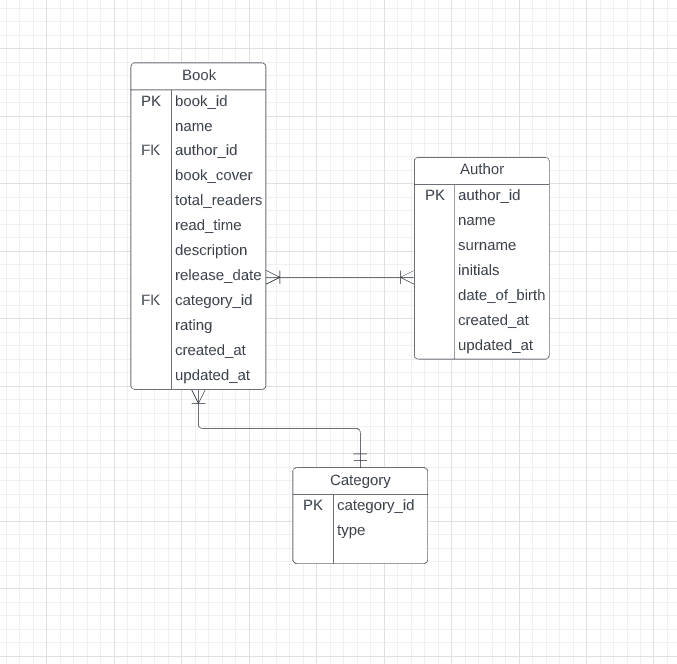 Book
PK book_id
name
FK author_id
book_cover
total_readers
read_time
description
release_date
FK category_id
rating
created_at
updated_at
Author
PK author_id
name
surname
initials
date_of_birth
created_at
updated_at
Category
PK category_id
type